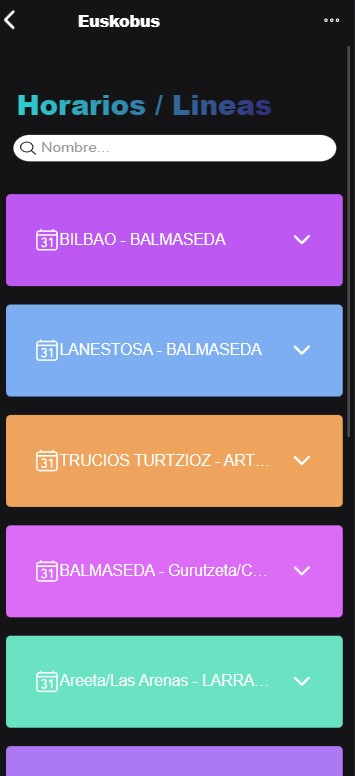 Euskobus
Horarios / Lineas
Nombre...
31 BILBAO - BALMASEDA
31 LANESTOSA - BALMASEDA
31 TRUCIOS TURTZIOZ - ART...
31 BALMASEDA - Gurutzeta/C...
31 Areeta/Las Arenas - LARRA...